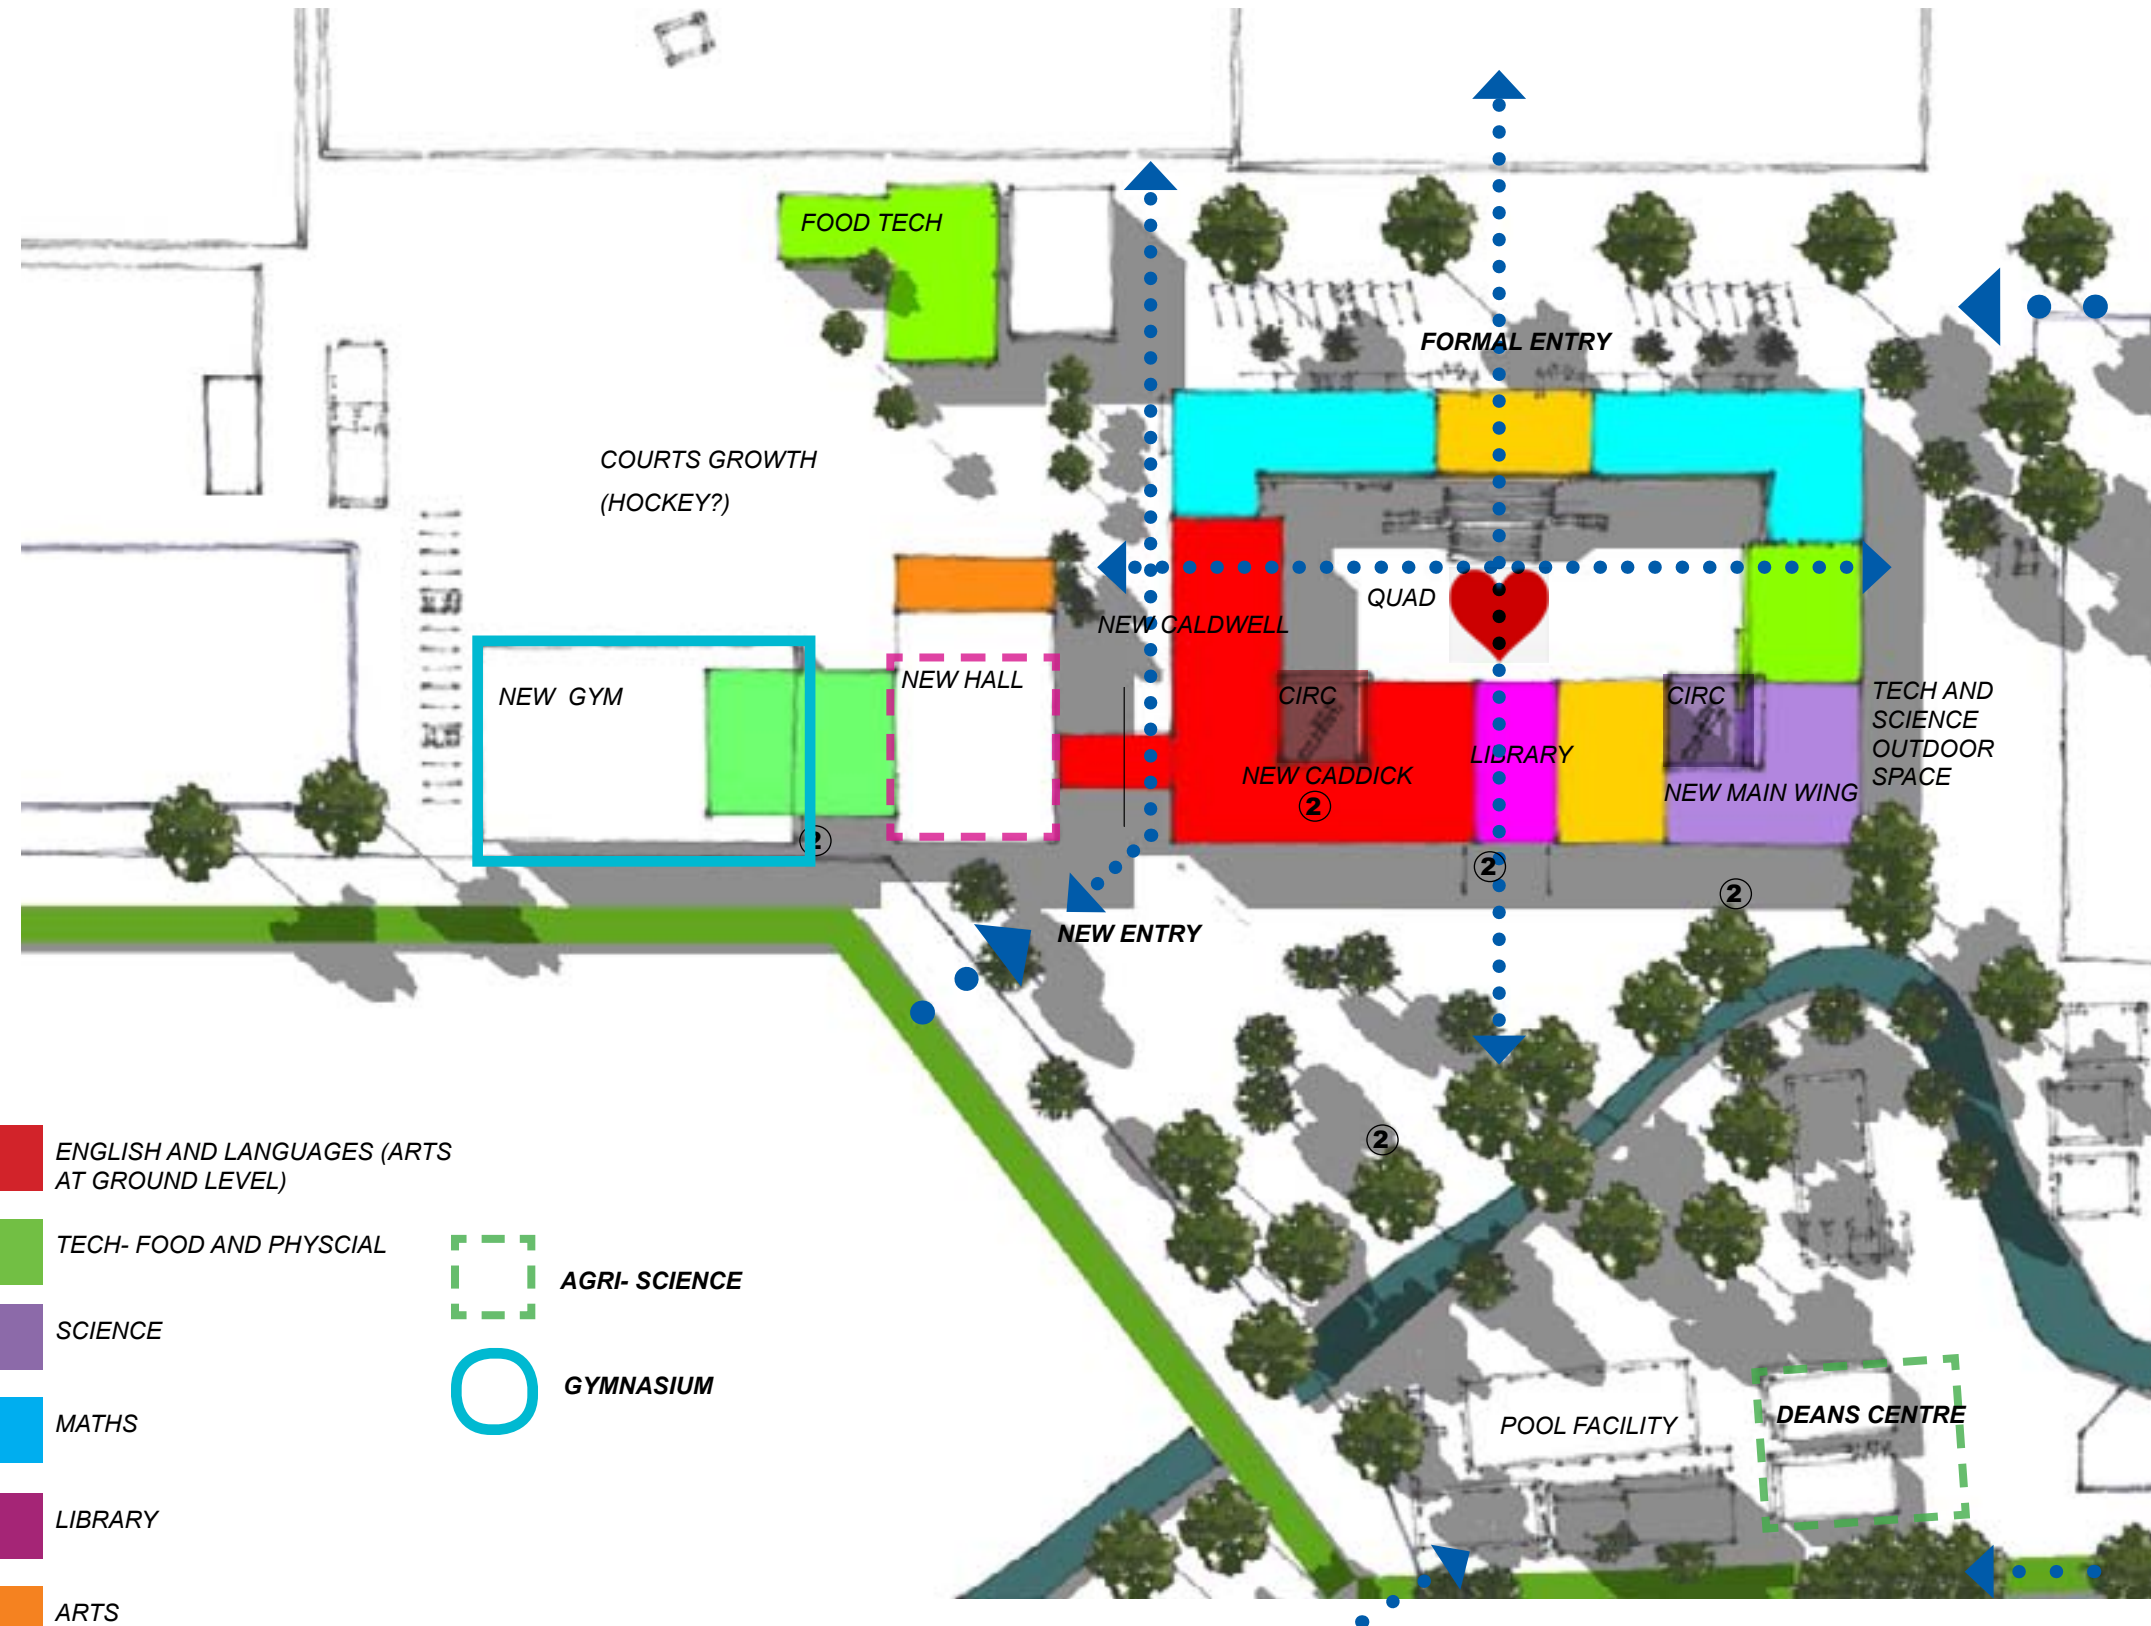 FOOD TECH
FORMAL ENTRY
COURTS GROWTH
(HOCKEY?)
QUAD
NEW CALDWELL
NEW GYM
NEW HALL
CIRC
CIRC
TECH AND
SCIENCE
OUTDOOR
SPACE
LIBRARY
NEW CADDICK
②
NEW MAIN WING
②
②
②
NEW ENTRY
②
ENGLISH AND LANGUAGES (ARTS
AT GROUND LEVEL)
TECH- FOOD AND PHYSCIAL
AGRI- SCIENCE
SCIENCE
GYMNASIUM
MATHS
POOL FACILITY
DEANS CENTRE
LIBRARY
ARTS